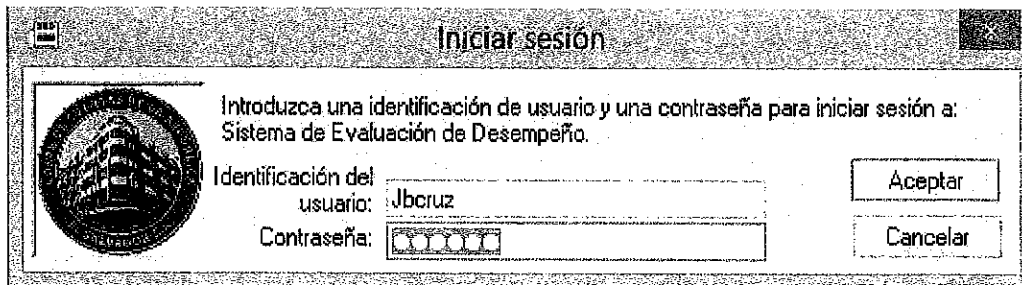 Iniciar sesión
Introduzca una identificación de usuario y una contraseña para iniciar sesión a:
Sistema de Evaluación de Desempeño.
Identificación del
usuario: Jbcruz
Contraseña:
Aceptar
Cancelar